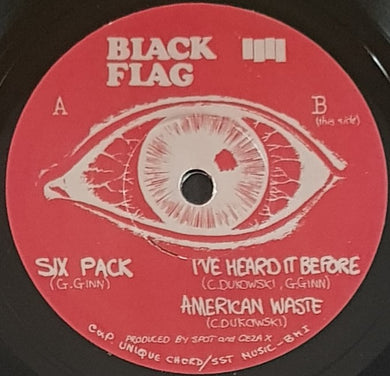 BLACK
FLAG
A
B
(this side)
SIX PACK
(G. GINN)
I'VE HEARD IT BEFORE
(C. DUKOWSKI, G. GINN)
AMERICAN WASTE
(C. DUKOWSKI)
C&P PRODUCED BY SPOT and GEZA X
UNIQUE CHORD/SST MUSIC-BMI